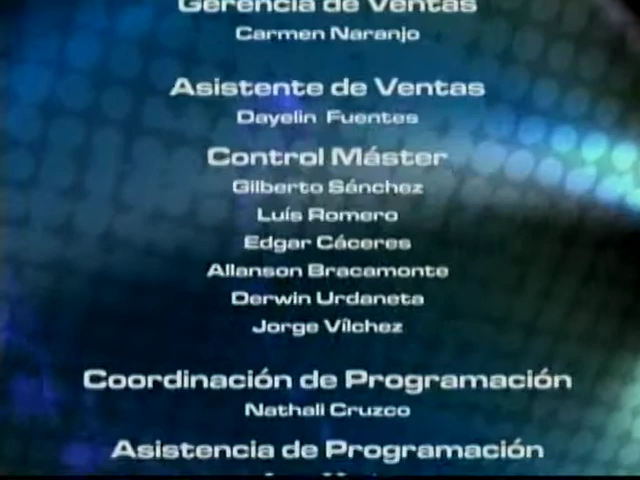 Gerencia de Ventas
Carmen Naranjo
Asistente de Ventas
Dayelin Fuentes
Control Máster
Gilberto Sánchez
Luís Romero
Edgar Cáceres
Allanson Bracamonte
Derwin Urdaneta
Jorge Vílchez
Coordinación de Programación
Nathali Cruzco
Asistencia de Programación